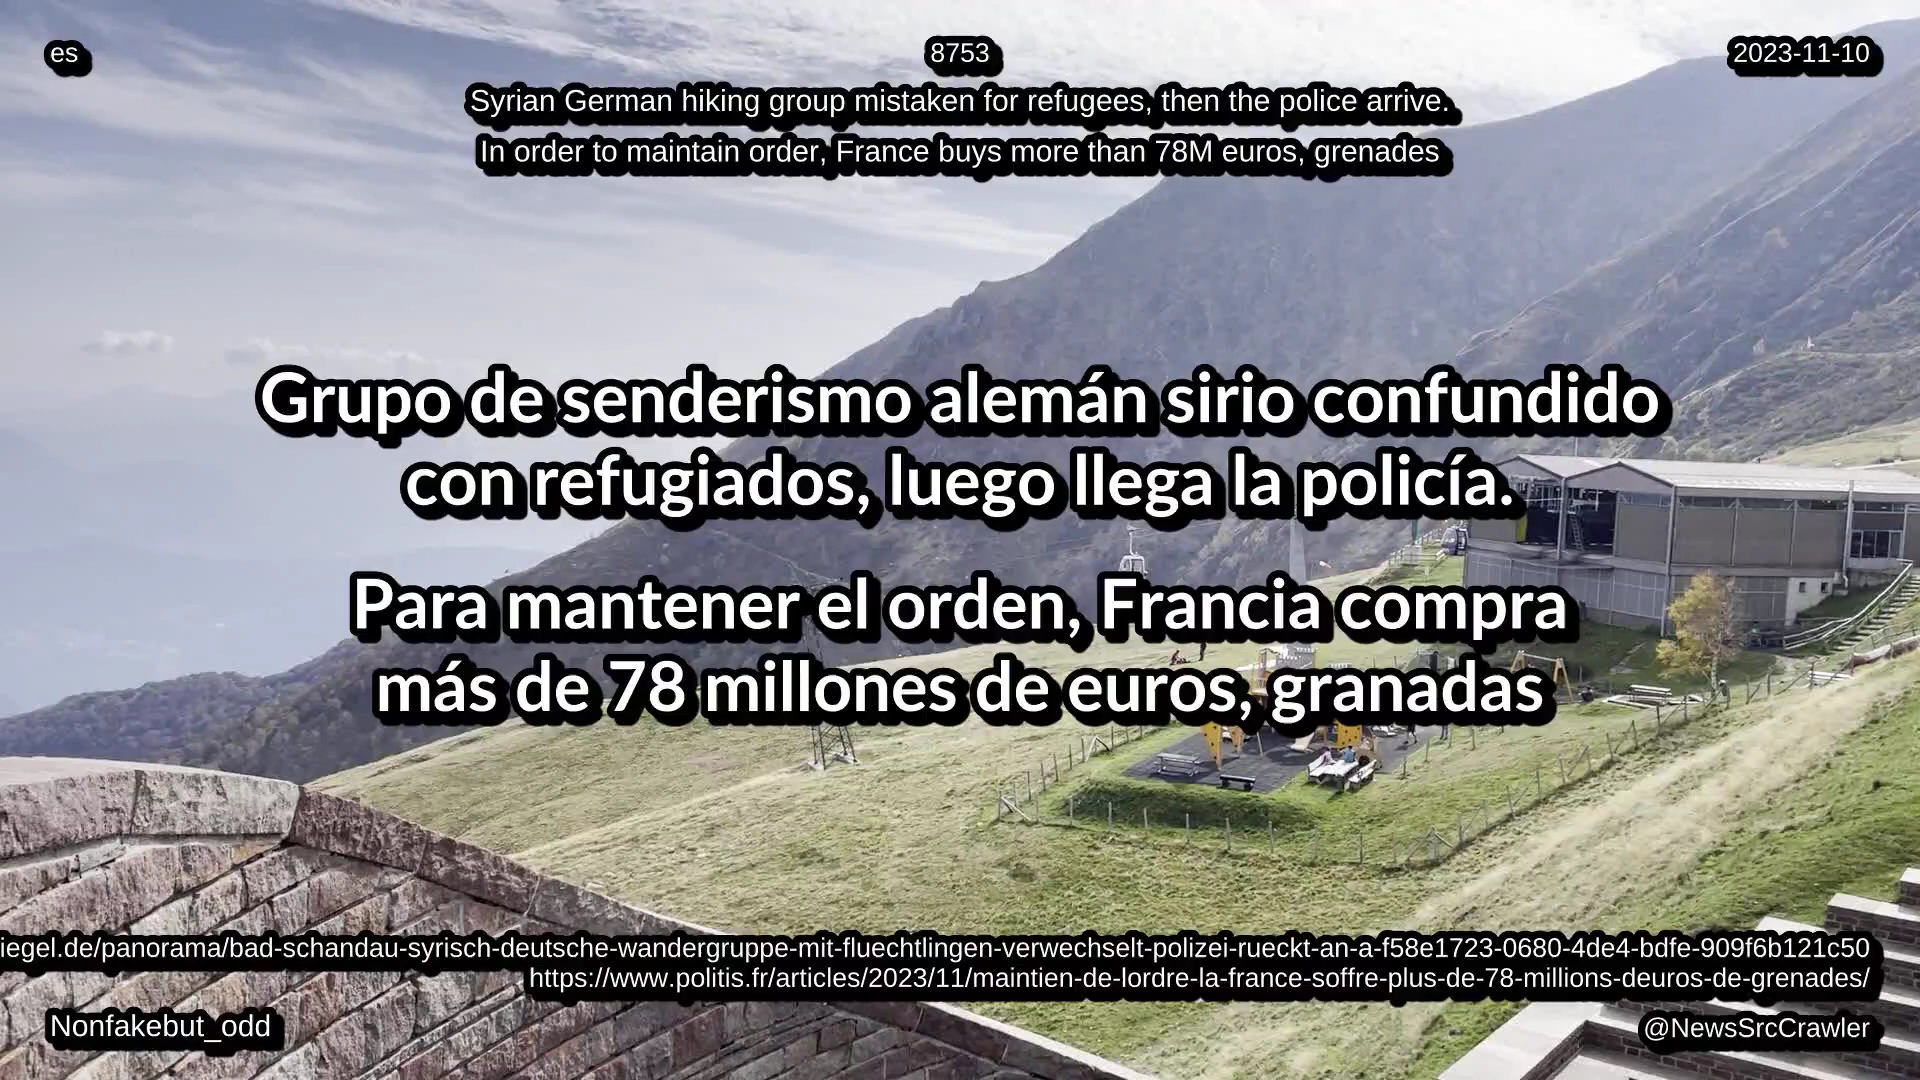 es
8753
2023-11-10
Syrian German hiking group mistaken for refugees, then the police arrive.
In order to maintain order, France buys more than 78M euros, grenades
Grupo de senderismo alemán sirio confundido
con refugiados, luego llega la policía.
Para mantener el orden, Francia compra
más de 78 millones de euros, granadas
iegel.de/panorama/bad-schandau-syrisch-deutsche-wandergruppe-mit-fluechtlingen-verwechselt-polizei-rueckt-an-a-f58e1723-0680-4de4-bdfe-909f6b121c50
https://www.politis.fr/articles/2023/11/maintien-de-lordre-la-france-soffre-plus-de-78-millions-deuros-de-grenades/
Nonfakebut_odd
@NewsSrcCrawler